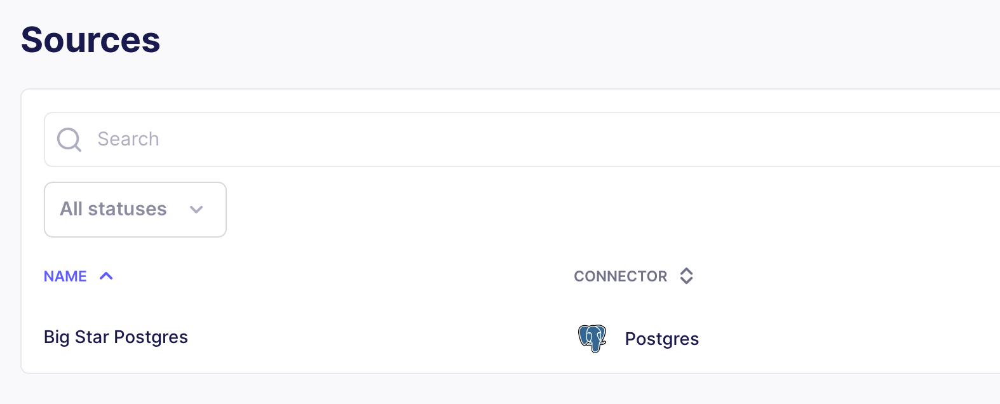 Sources
Search
All statuses
NAME CONNECTOR
Big Star Postgres Postgres